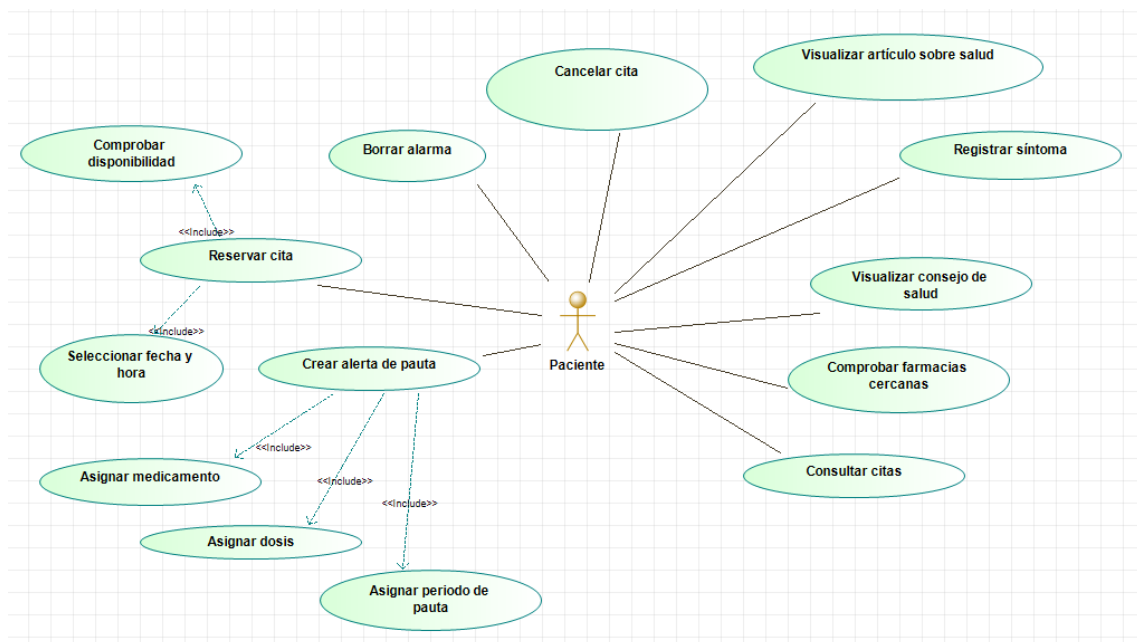 Visualizar artículo sobre salud
Cancelar cita
Comprobar
disponibilidad
Borrar alarma
Registrar síntoma
<<Include>>
Reservar cita
Visualizar consejo de
salud
<<Include>>
Seleccionar fecha y
hora
Crear alerta de pauta
Paciente
Comprobar farmacias
cercanas
<<Include>>
Asignar medicamento
<<Include>>
Consultar citas
<<Include>>
Asignar dosis
Asignar periodo de
pauta